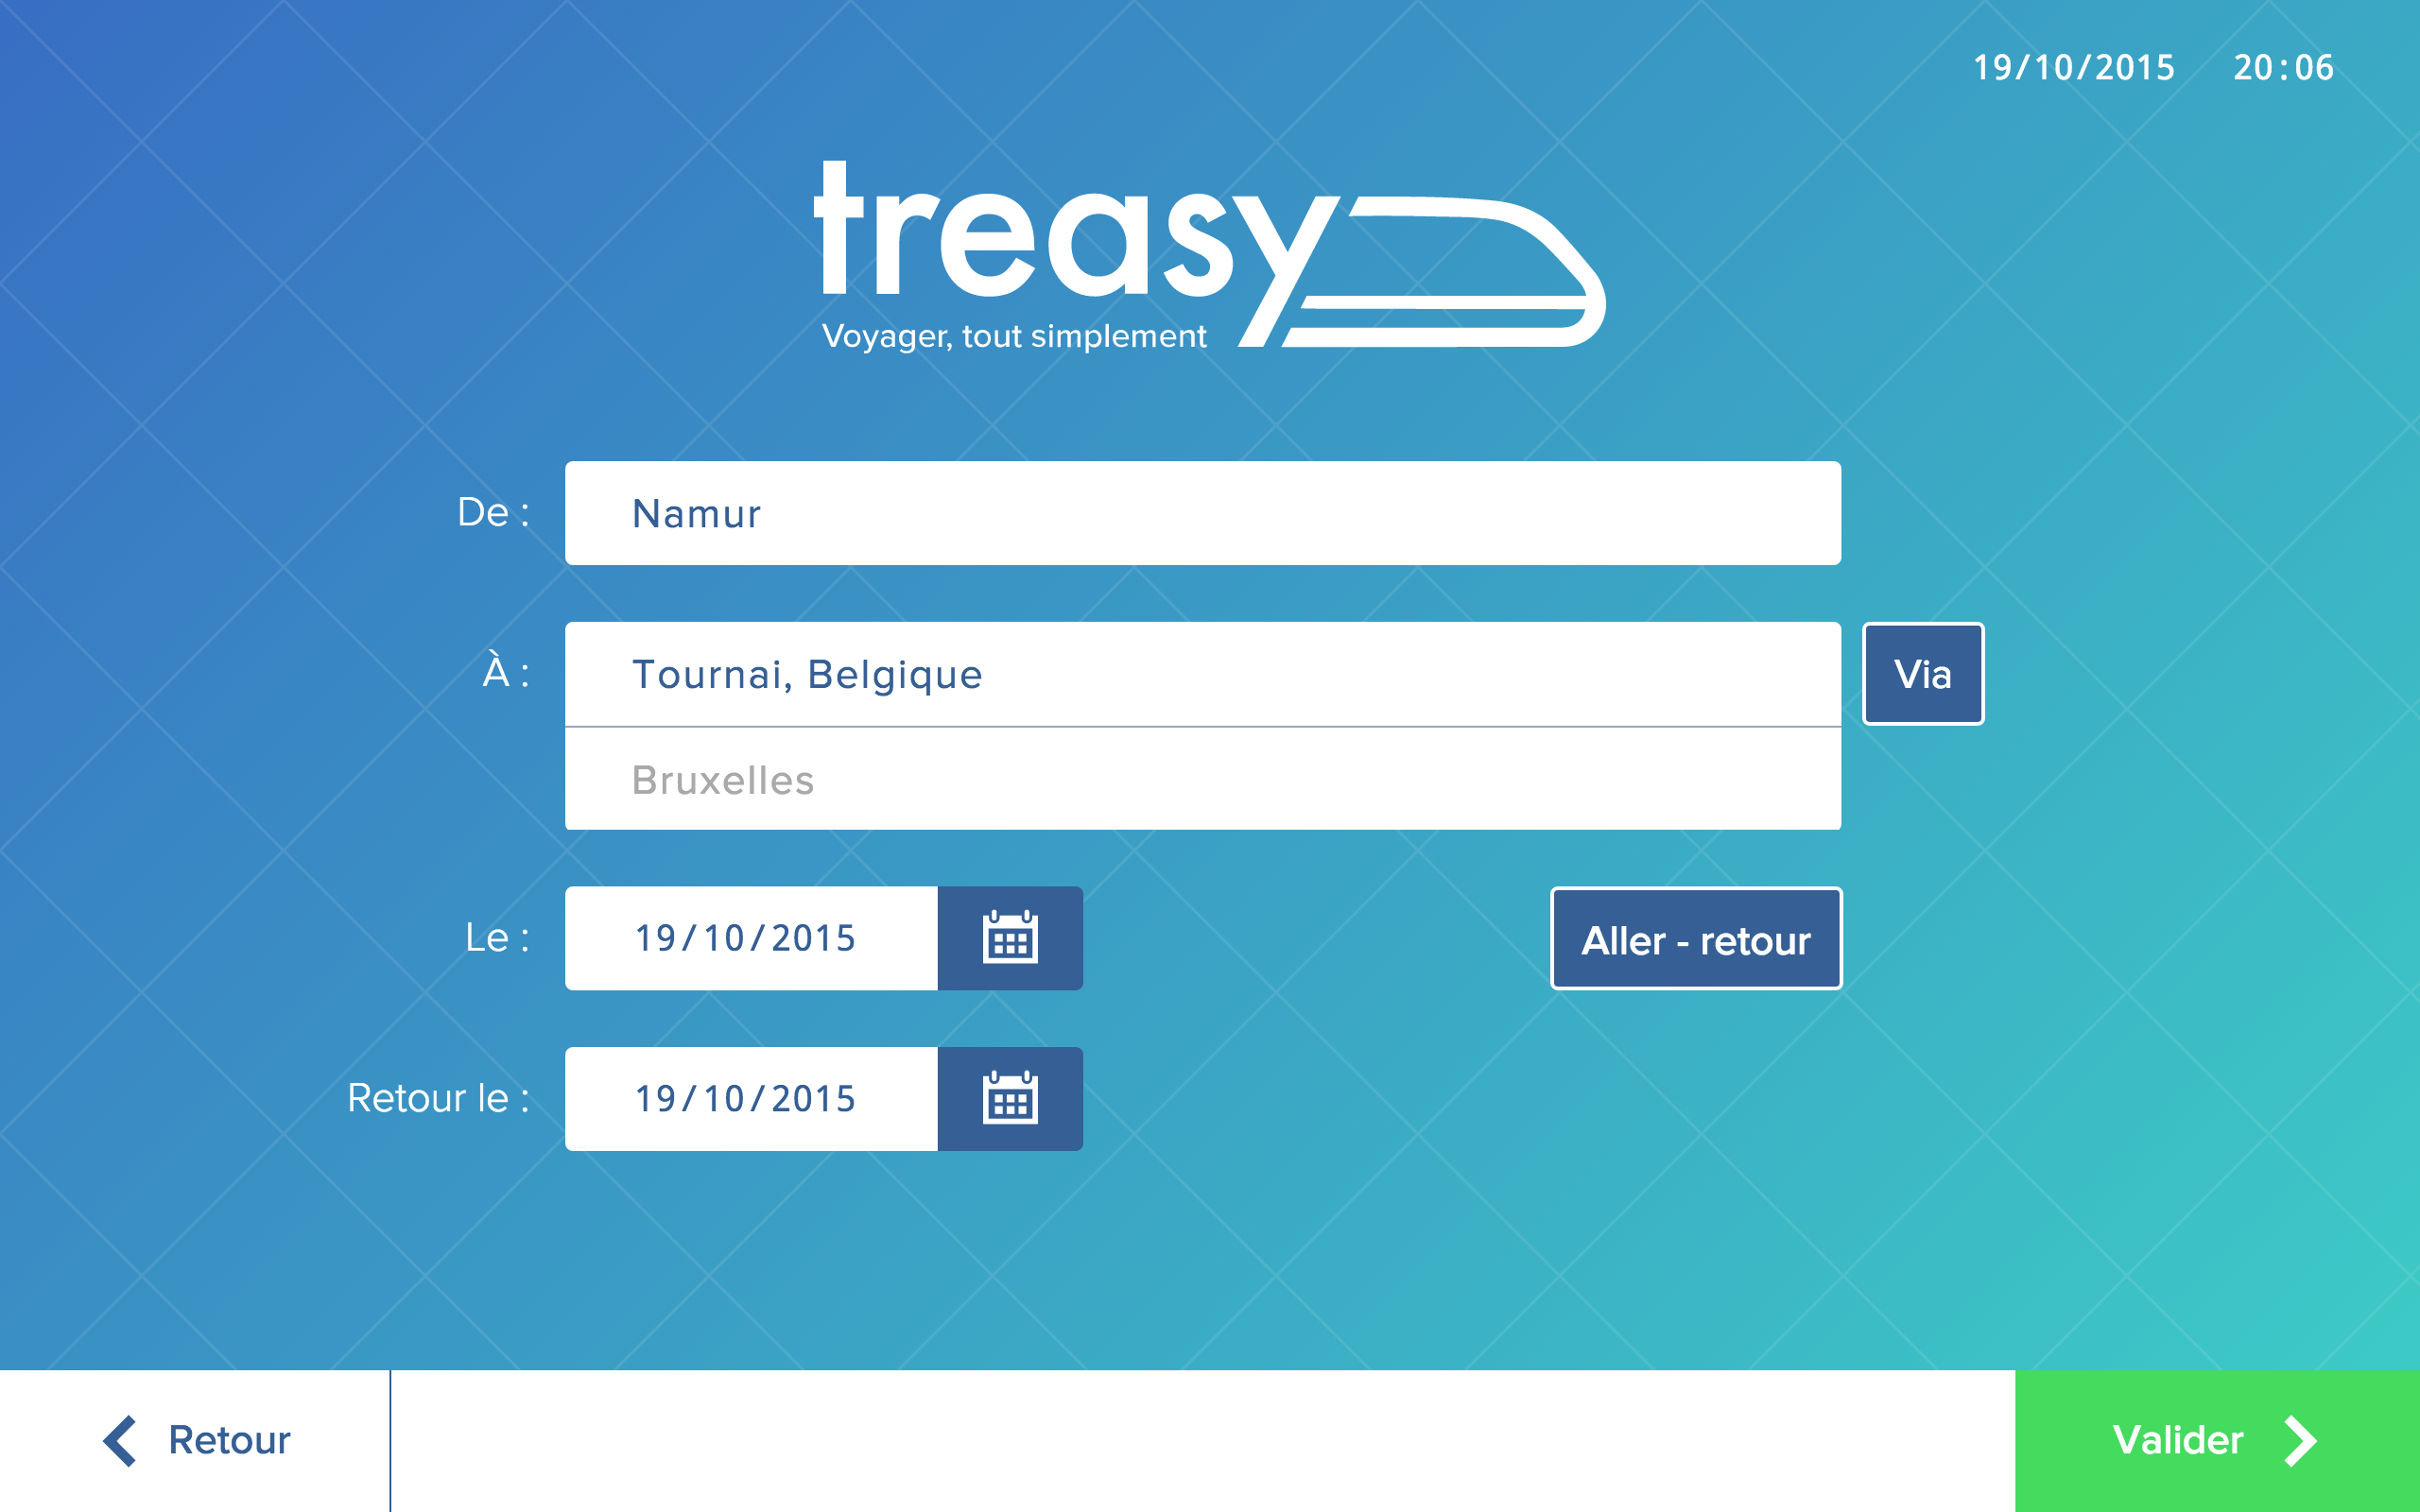 19/10/2015 20:06
treasy
Voyager, tout simplement
De : Namur
À : Tournai, Belgique Via
Bruxelles
Le : 19/10/2015 Aller - retour
Retour le : 19/10/2015
Retour Valider